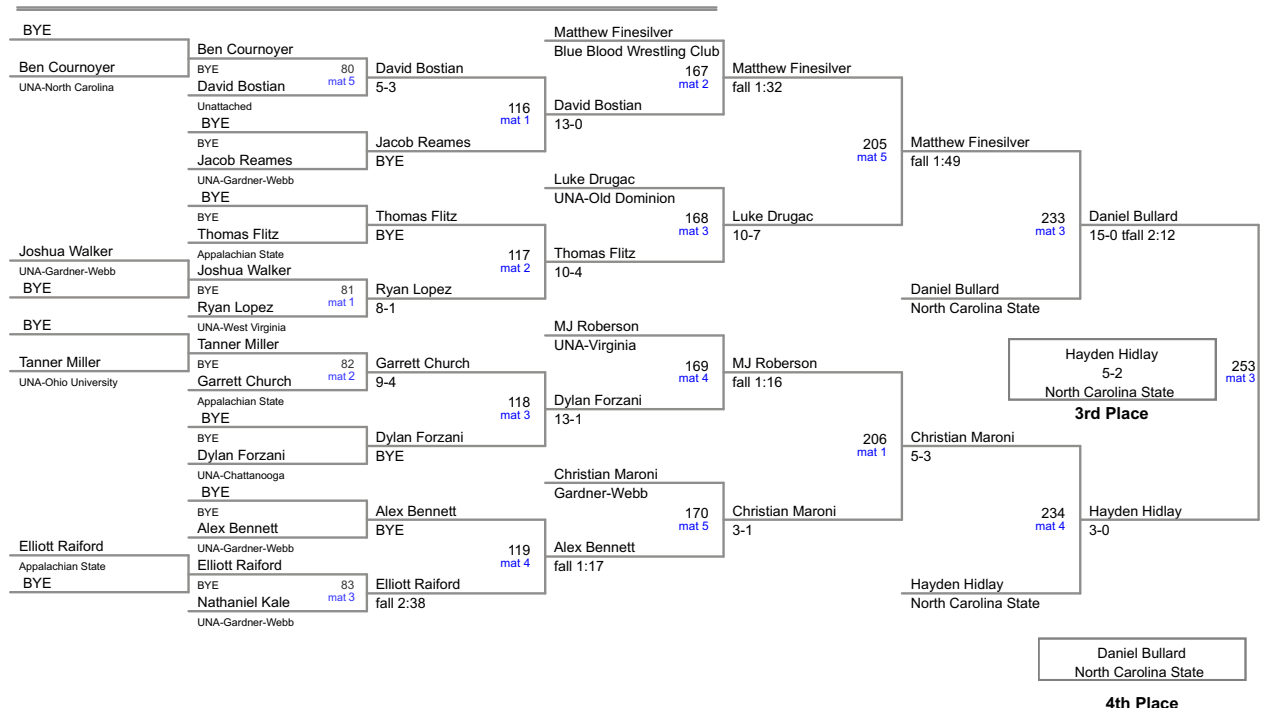 BYE
Ben Cournoyer
UNA-North Carolina
Joshua Walker
UNA-Gardner-Webb
BYE
BYE
Tanner Miller
UNA-Ohio University
Elliott Raiford
Appalachian State
BYE
Ben Cournoyer
BYE
80
mat 5
David Bostian
Unattached
BYE
BYE
Jacob Reames
UNA-Gardner-Webb
BYE
BYE
Thomas Flitz
Appalachian State
Joshua Walker
BYE
81
mat 1
Ryan Lopez
UNA-West Virginia
Tanner Miller
BYE
82
mat 2
Garrett Church
Appalachian State
BYE
BYE
Dylan Forzani
UNA-Chattanooga
BYE
BYE
Alex Bennett
UNA-Gardner-Webb
Elliott Raiford
BYE
83
mat 3
Nathaniel Kale
UNA-Gardner-Webb
David Bostian
5-3
116
mat 1
Jacob Reames
BYE
Thomas Flitz
BYE
117
mat 2
Ryan Lopez
8-1
Garrett Church
9-4
118
mat 3
Dylan Forzani
BYE
Alex Bennett
BYE
119
mat 4
Elliott Raiford
fall 2:38
Matthew Finesilver
Blue Blood Wrestling Club
167
mat 2
David Bostian
13-0
Luke Drugac
UNA-Old Dominion
168
mat 3
Thomas Flitz
10-4
MJ Roberson
UNA-Virginia
169
mat 4
Dylan Forzani
13-1
Christian Maroni
Gardner-Webb
170
mat 5
Alex Bennett
fall 1:17
Matthew Finesilver
fall 1:32
205
mat 5
Luke Drugac
10-7
MJ Roberson
fall 1:16
206
mat 1
Christian Maroni
3-1
Matthew Finesilver
fall 1:49
233
mat 3
Daniel Bullard
North Carolina State
Christian Maroni
5-3
234
mat 4
Hayden Hidlay
North Carolina State
Daniel Bullard
15-0 tfall 2:12
253
mat 3
Hayden Hidlay
3-0
Hayden Hidlay
5-2
North Carolina State
3rd Place
Daniel Bullard
North Carolina State
4th Place